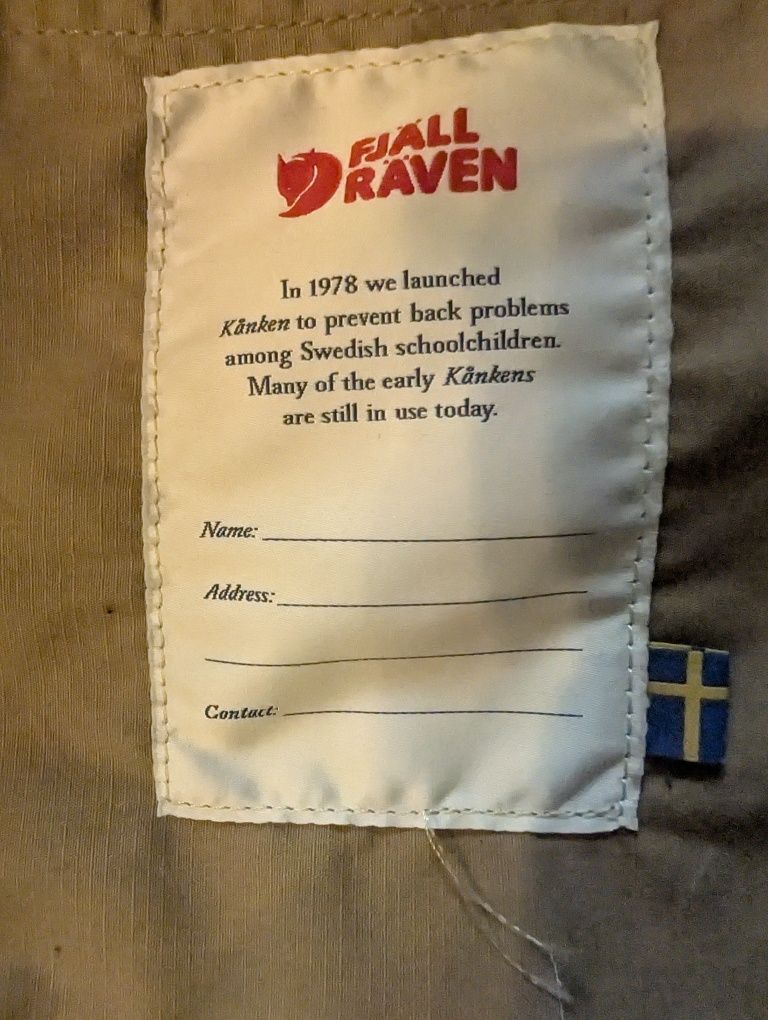 FJÄLL
RÄVEN
In 1978 we launched
Kånken to prevent back problems
among Swedish schoolchildren.
Many of the early Kånkens
are still in use today.
Name:
Address:
Contact: